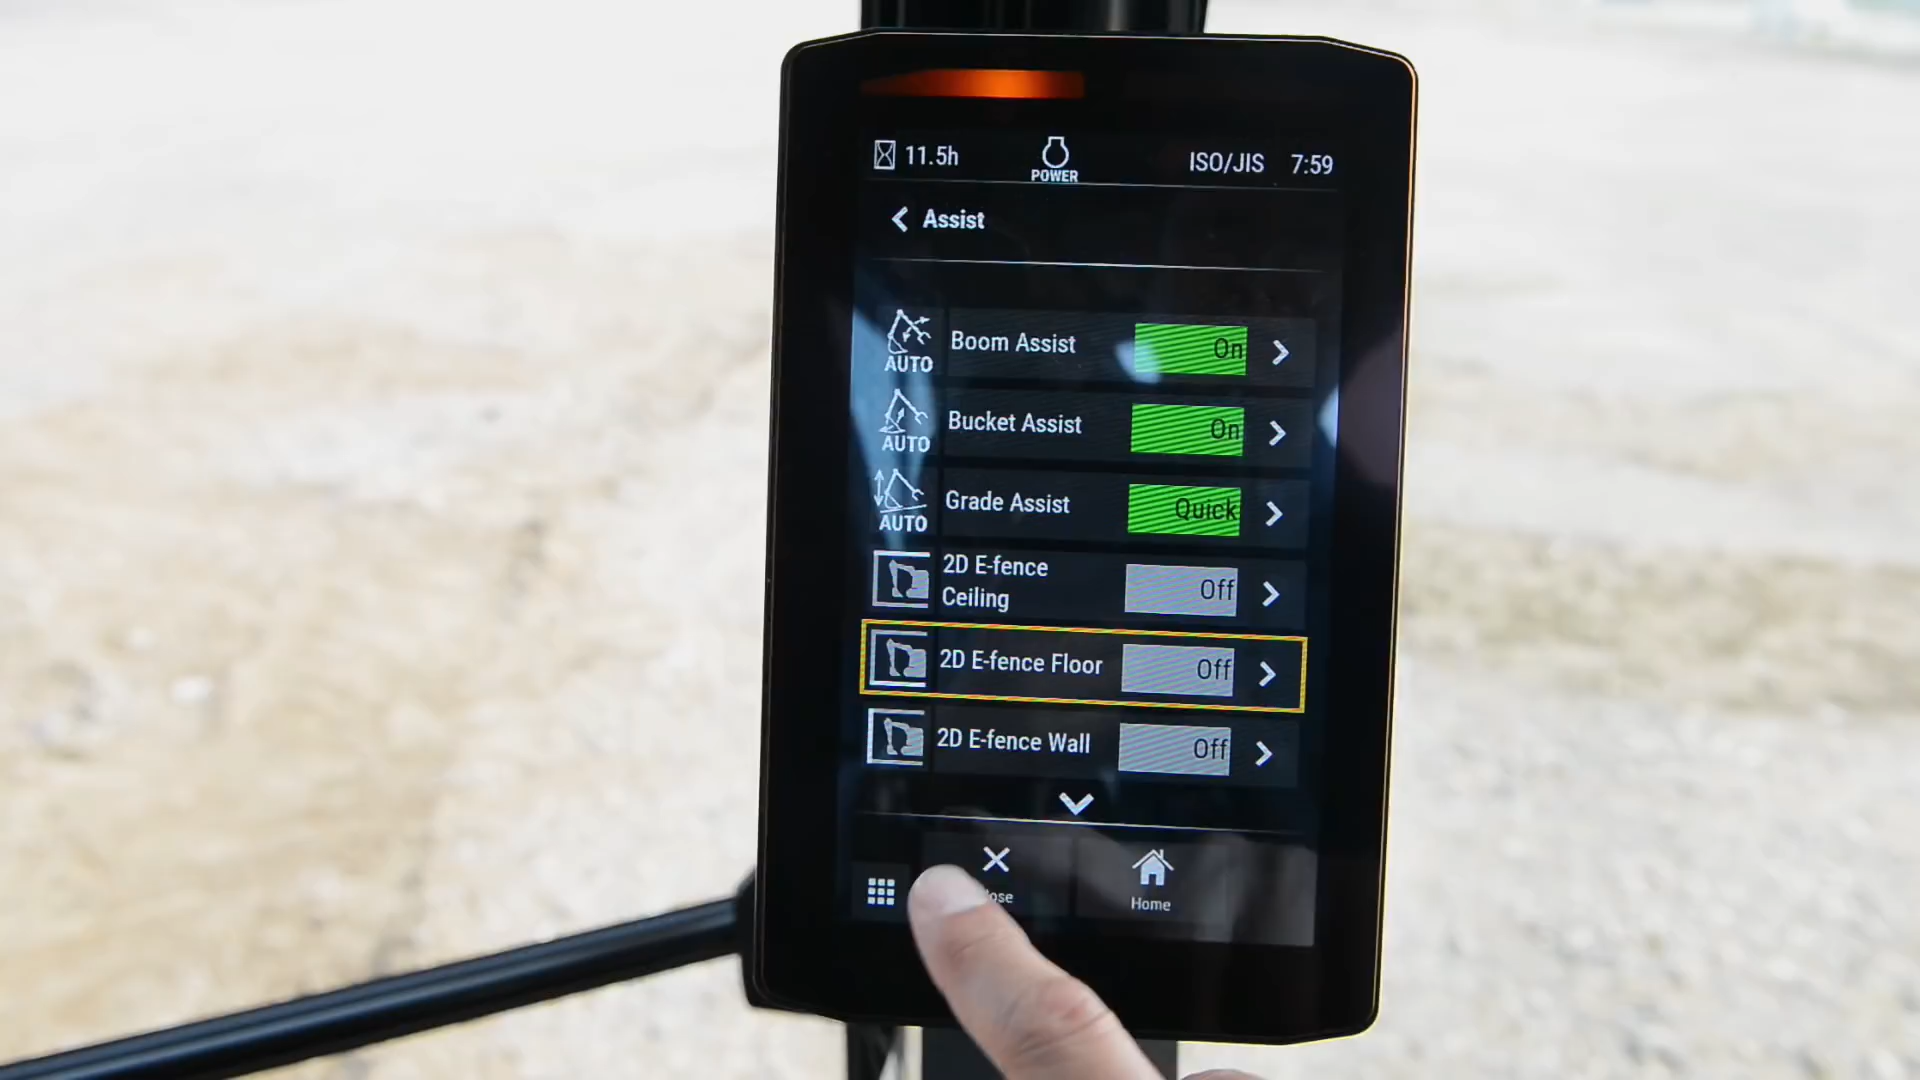 11.5h
POWER
ISO/JIS 7:59
Assist
AUTO
Boom Assist On
AUTO
Bucket Assist On
AUTO
Grade Assist Quick
2D E-fence
Ceiling
Off
2D E-fence Floor Off
2D E-fence Wall Off
Home